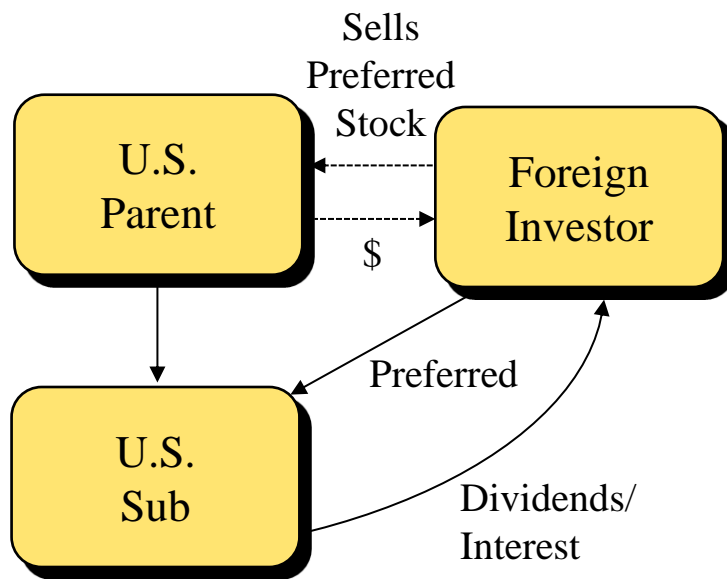 Sells
Preferred
Stock
U.S.
Parent
Foreign
Investor
$
Preferred
U.S.
Sub
Dividends/
Interest